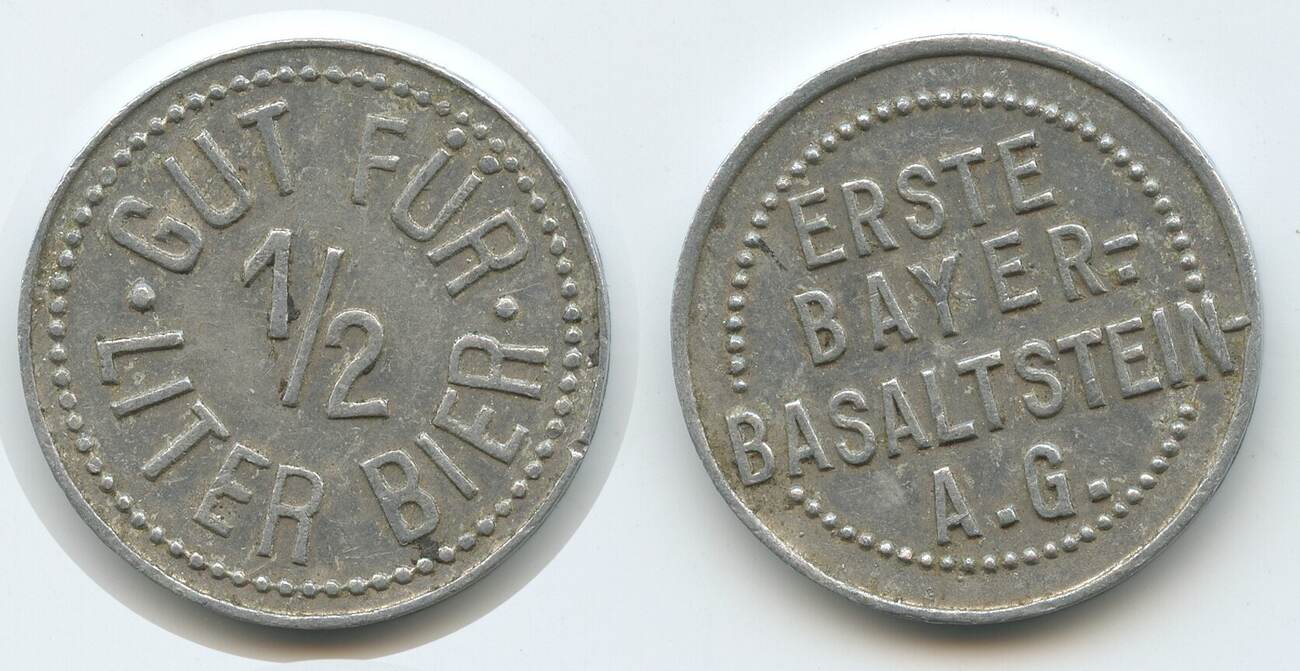 GUT FÜR
1/2
LITER BIER
ERSTE
BAYER=
BASALTSTEIN-
A.G.